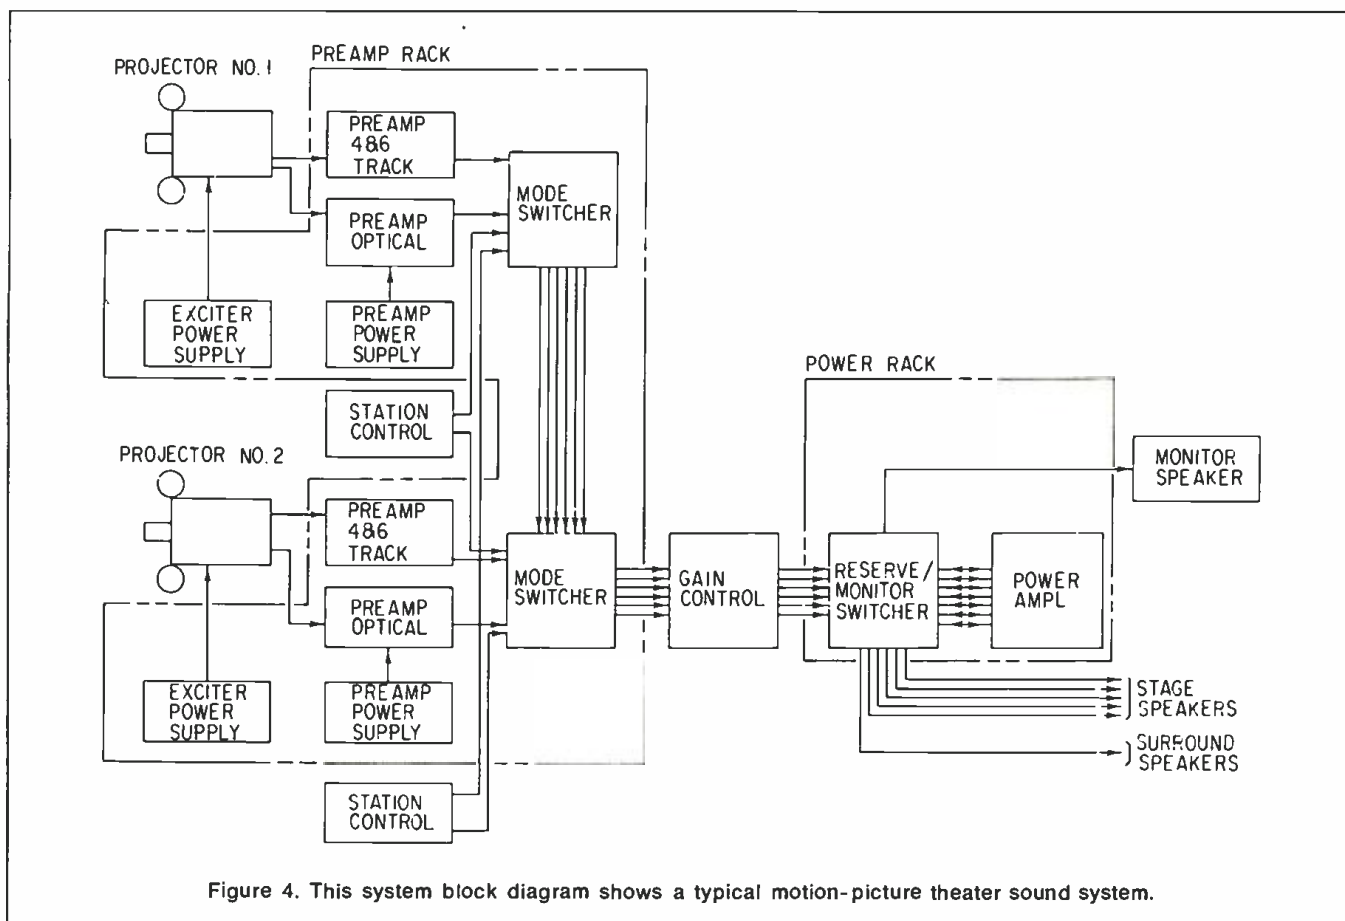 PREAMP RACK
PROJECTOR NO. 1
PREAMP
4&6
TRACK
MODE
SWITCHER
PREAMP
OPTICAL
EXCITER
POWER
SUPPLY
PREAMP
POWER
SUPPLY
STATION
CONTROL
PROJECTOR NO. 2
PREAMP
4&6
TRACK
PREAMP
OPTICAL
MODE
SWITCHER
EXCITER
POWER
SUPPLY
PREAMP
POWER
SUPPLY
STATION
CONTROL
GAIN
CONTROL
POWER RACK
RESERVE/
MONITOR
SWITCHER
POWER
AMPL
MONITOR
SPEAKER
STAGE
SPEAKERS
SURROUND
SPEAKERS
Figure 4. This system block diagram shows a typical motion-picture theater sound system.